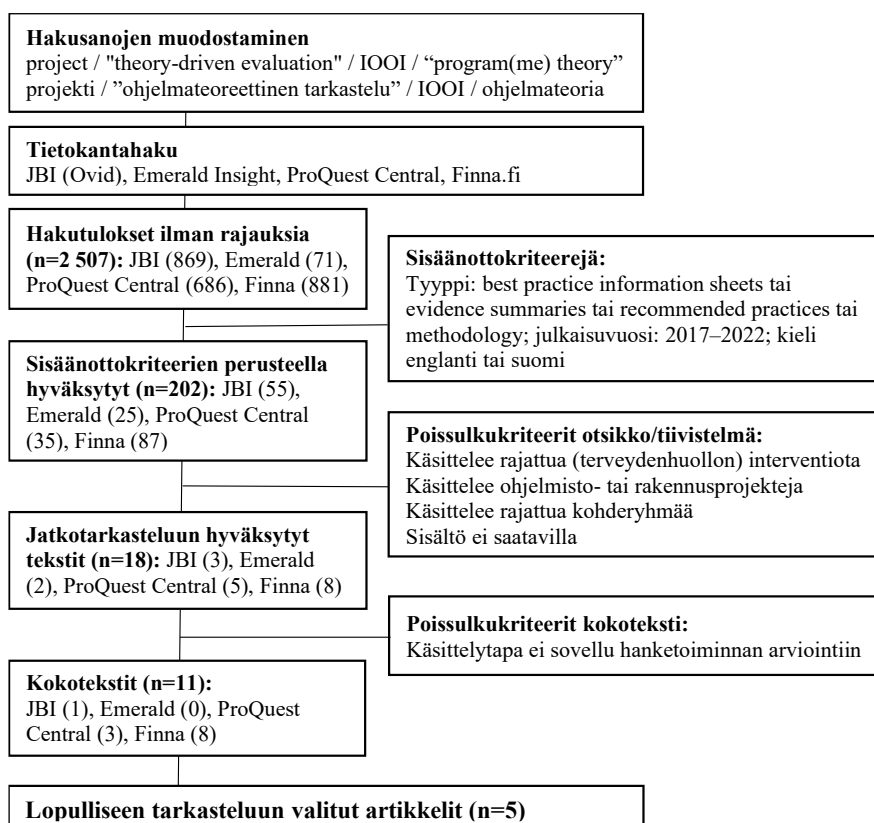 Hakusanojen muodostaminen
project / "theory-driven evaluation" / IOOI / “program(me) theory”
projekti / ”ohjelmateoreettinen tarkastelu” / IOOI / ohjelmateoria
Tietokantahaku
JBI (Ovid), Emerald Insight, ProQuest Central, Finna.fi
Hakutulokset ilman rajauksia
(n=2 507): JBI (869), Emerald (71),
ProQuest Central (686), Finna (881)
Sisäänottokriteerejä:
Tyyppi: best practice information sheets tai
evidence summaries tai recommended practices tai
methodology; julkaisuvuosi: 2017–2022; kieli
englanti tai suomi
Sisäänottokriteerien perusteella
hyväksytyt (n=202): JBI (55),
Emerald (25), ProQuest Central
(35), Finna (87)
Poissulkukriteerit otsikko/tiivistelmä:
Käsittelee rajattua (terveydenhuollon) interventiota
Käsittelee ohjelmisto- tai rakennusprojekteja
Käsittelee rajattua kohderyhmää
Sisältö ei saatavilla
Jatkotarkasteluun hyväksytyt
tekstit (n=18): JBI (3), Emerald
(2), ProQuest Central (5), Finna (8)
Poissulkukriteerit kokoteksti:
Käsittelytapa ei sovellu hanketoiminnan arviointiin
Kokotekstit (n=11):
JBI (1), Emerald (0), ProQuest
Central (3), Finna (8)
Lopulliseen tarkasteluun valitut artikkelit (n=5)